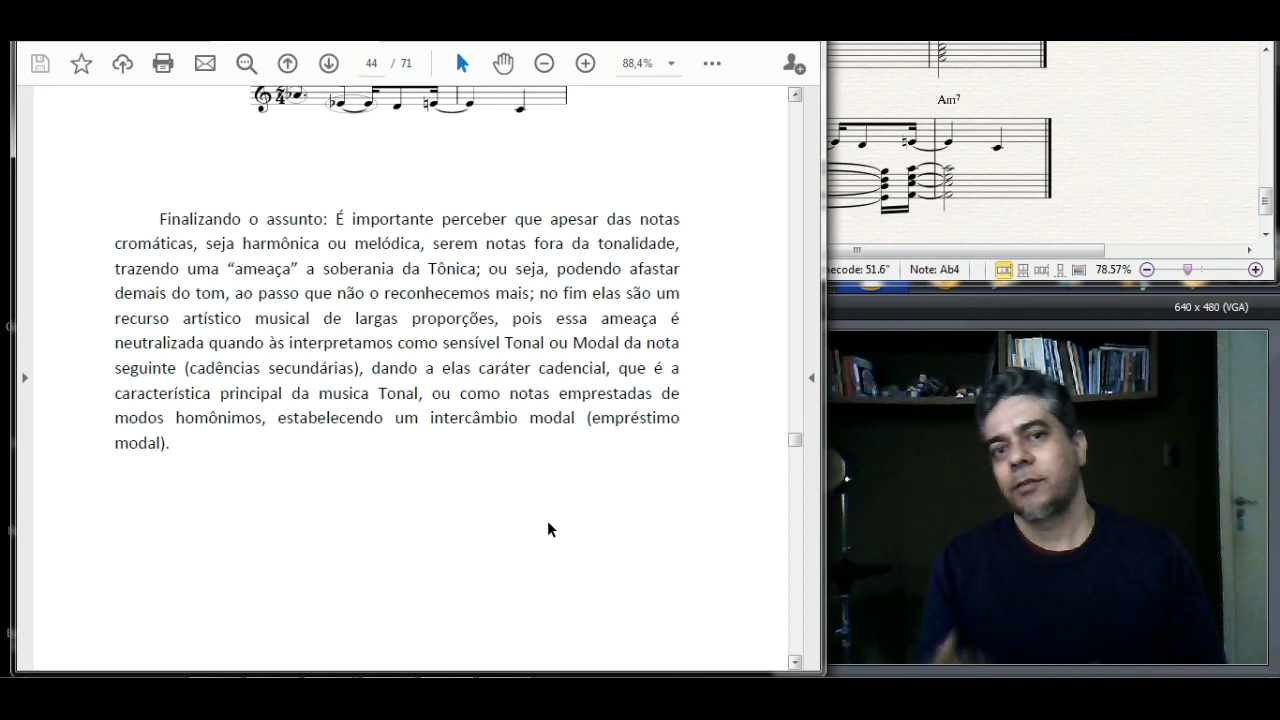 44 / 71
88,4%
Finalizando o assunto: É importante perceber que apesar das notas
cromáticas, seja harmônica ou melódica, serem notas fora da tonalidade,
trazendo uma “ameaça” a soberania da Tônica; ou seja, podendo afastar
demais do tom, ao passo que não o reconhecemos mais; no fim elas são um
recurso artístico musical de largas proporções, pois essa ameaça é
neutralizada quando às interpretamos como sensível Tonal ou Modal da nota
seguinte (cadências secundárias), dando a elas caráter cadencial, que é a
característica principal da musica Tonal, ou como notas emprestadas de
modos homônimos, estabelecendo um intercâmbio modal (empréstimo
modal).
Am7
ecode: 51.6" Note: Ab4 78.57%
640 x 480 (VGA)